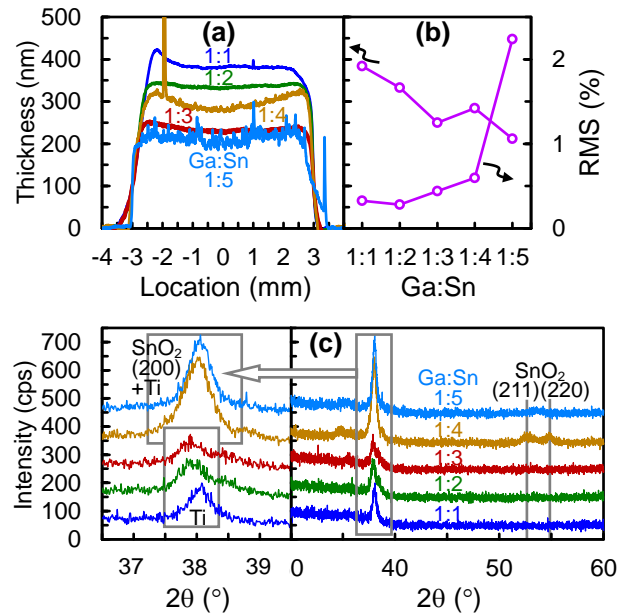 500
400
300
200
100
0
Thickness (nm)
(a)
1:1
1:2
1:3
1:4
Ga:Sn
1:5
-4 -3 -2 -1 0 1 2 3
Location (mm)
(b)
2
1
0
RMS (%)
1:1 1:2 1:3 1:4 1:5
Ga:Sn
700
600
500
400
300
200
100
0
Intensity (cps)
SnO₂
(200)
+Ti
Ti
37 38 39
2θ (°)
(c)
Ga:Sn
1:5
1:4
1:3
1:2
1:1
SnO₂
(211)(220)
0 40 50 60
2θ (°)